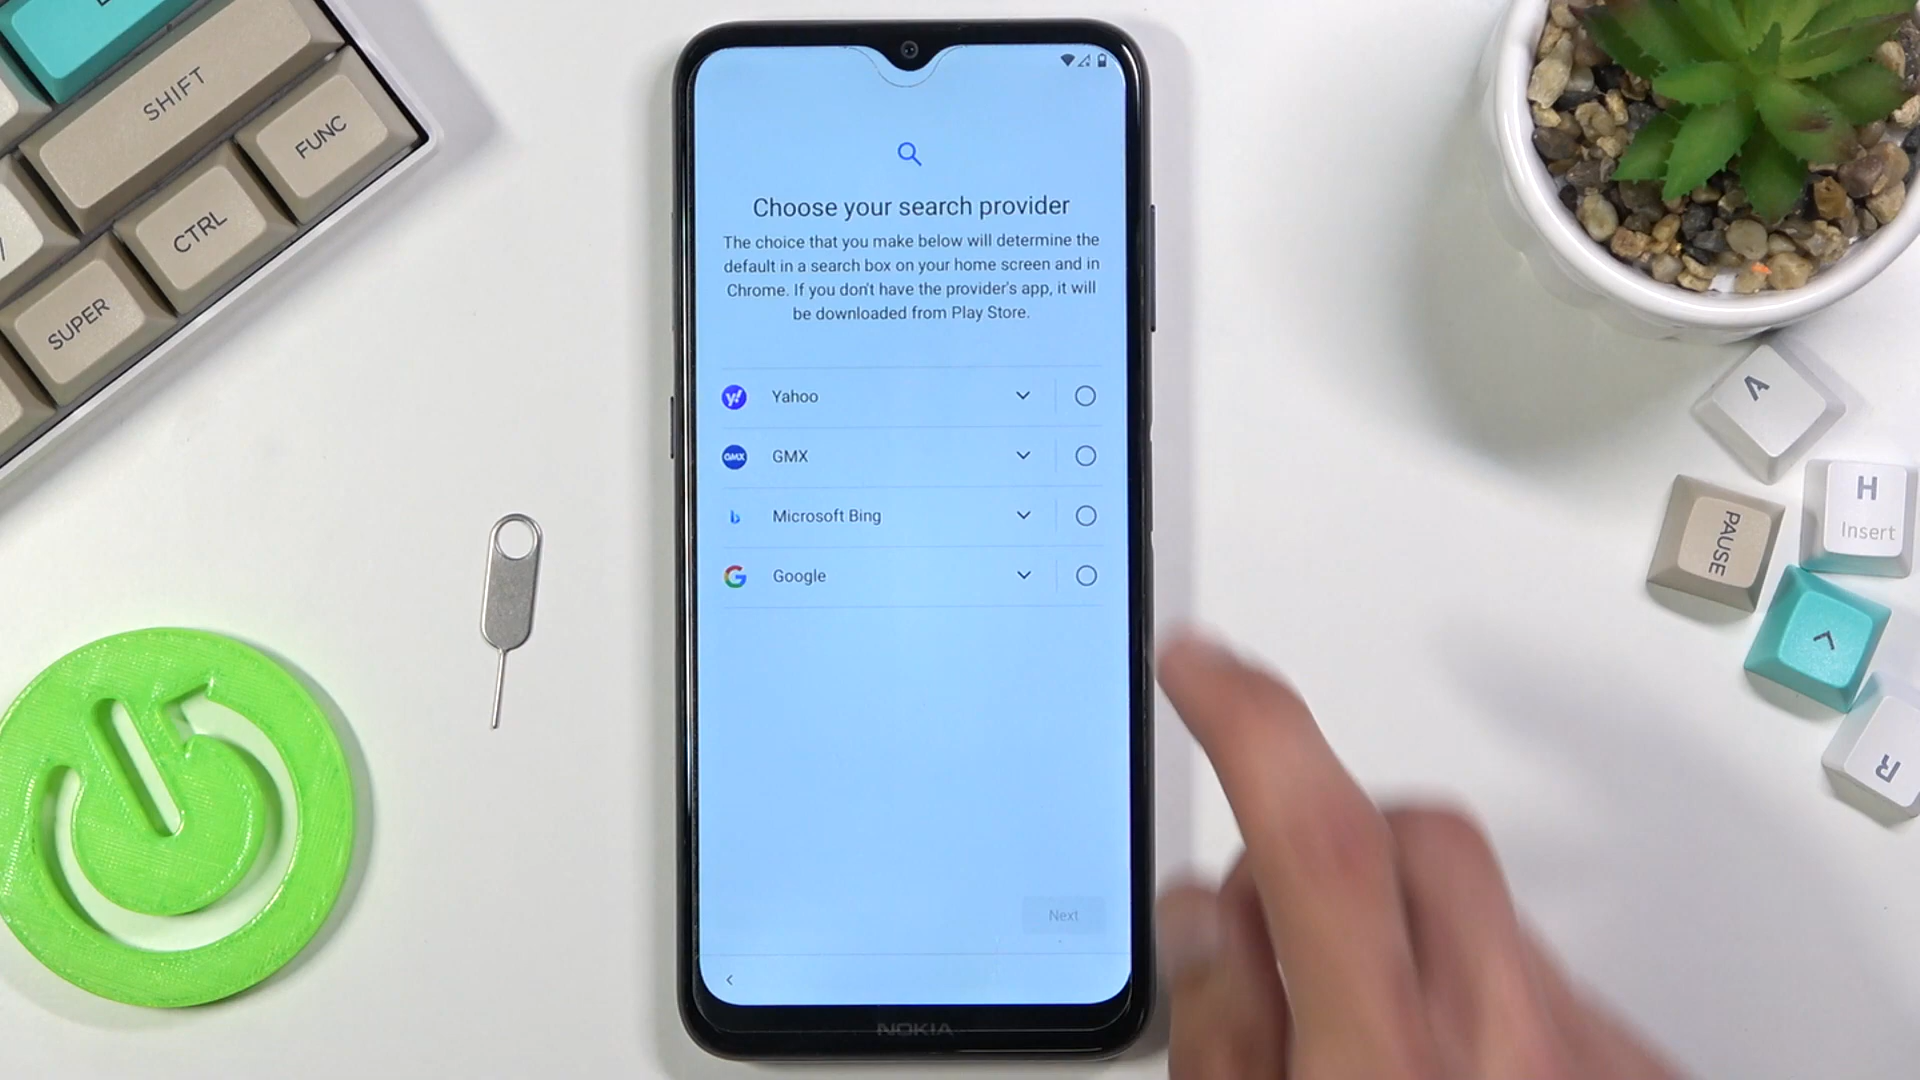 SHIFT
FUNC
CTRL
SUPER
Choose your search provider
The choice that you make below will determine the
default in a search box on your home screen and in
Chrome. If you don't have the provider's app, it will
be downloaded from Play Store.
y! Yahoo
GMX GMX
b Microsoft Bing
G Google
Next
NOKIA
A
H
Insert
PAUSE
R